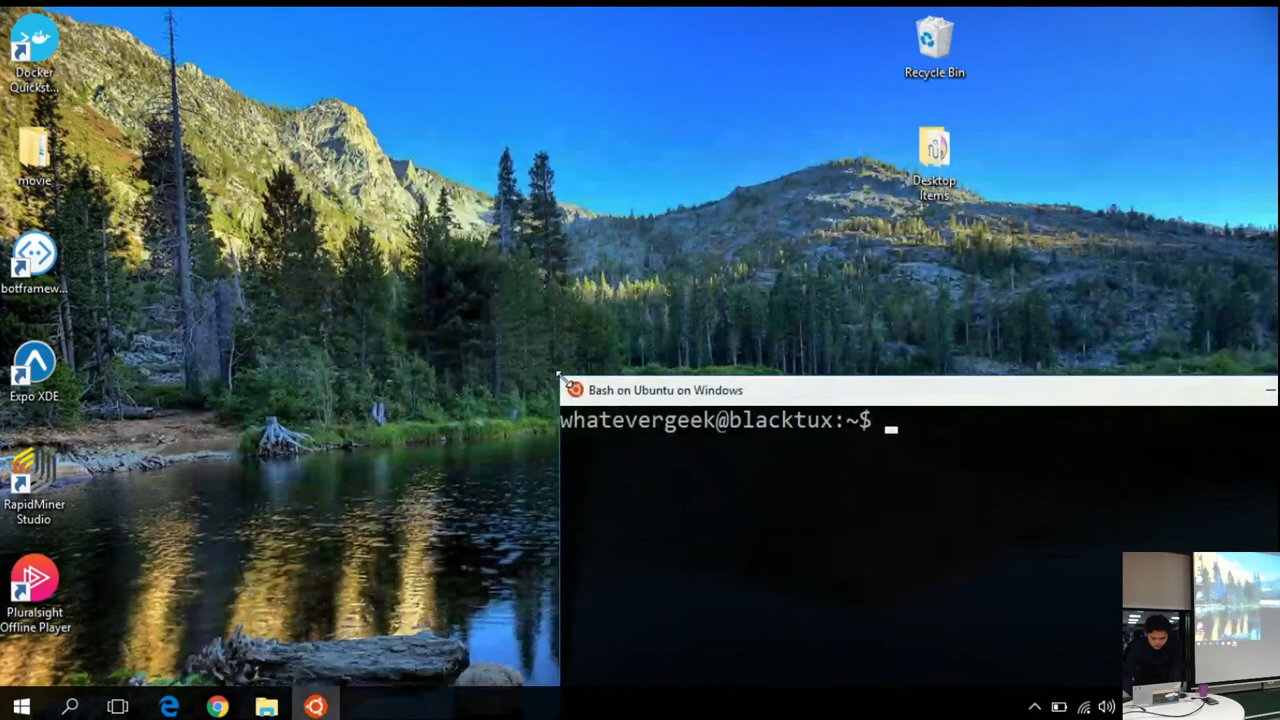 Docker
Quickst...
movie
botframew...
Expo XDE
RapidMiner
Studio
Pluralsight
Offline Player
Recycle Bin
Desktop
Items
Bash on Ubuntu on Windows
whatevergeek@blacktux:~$